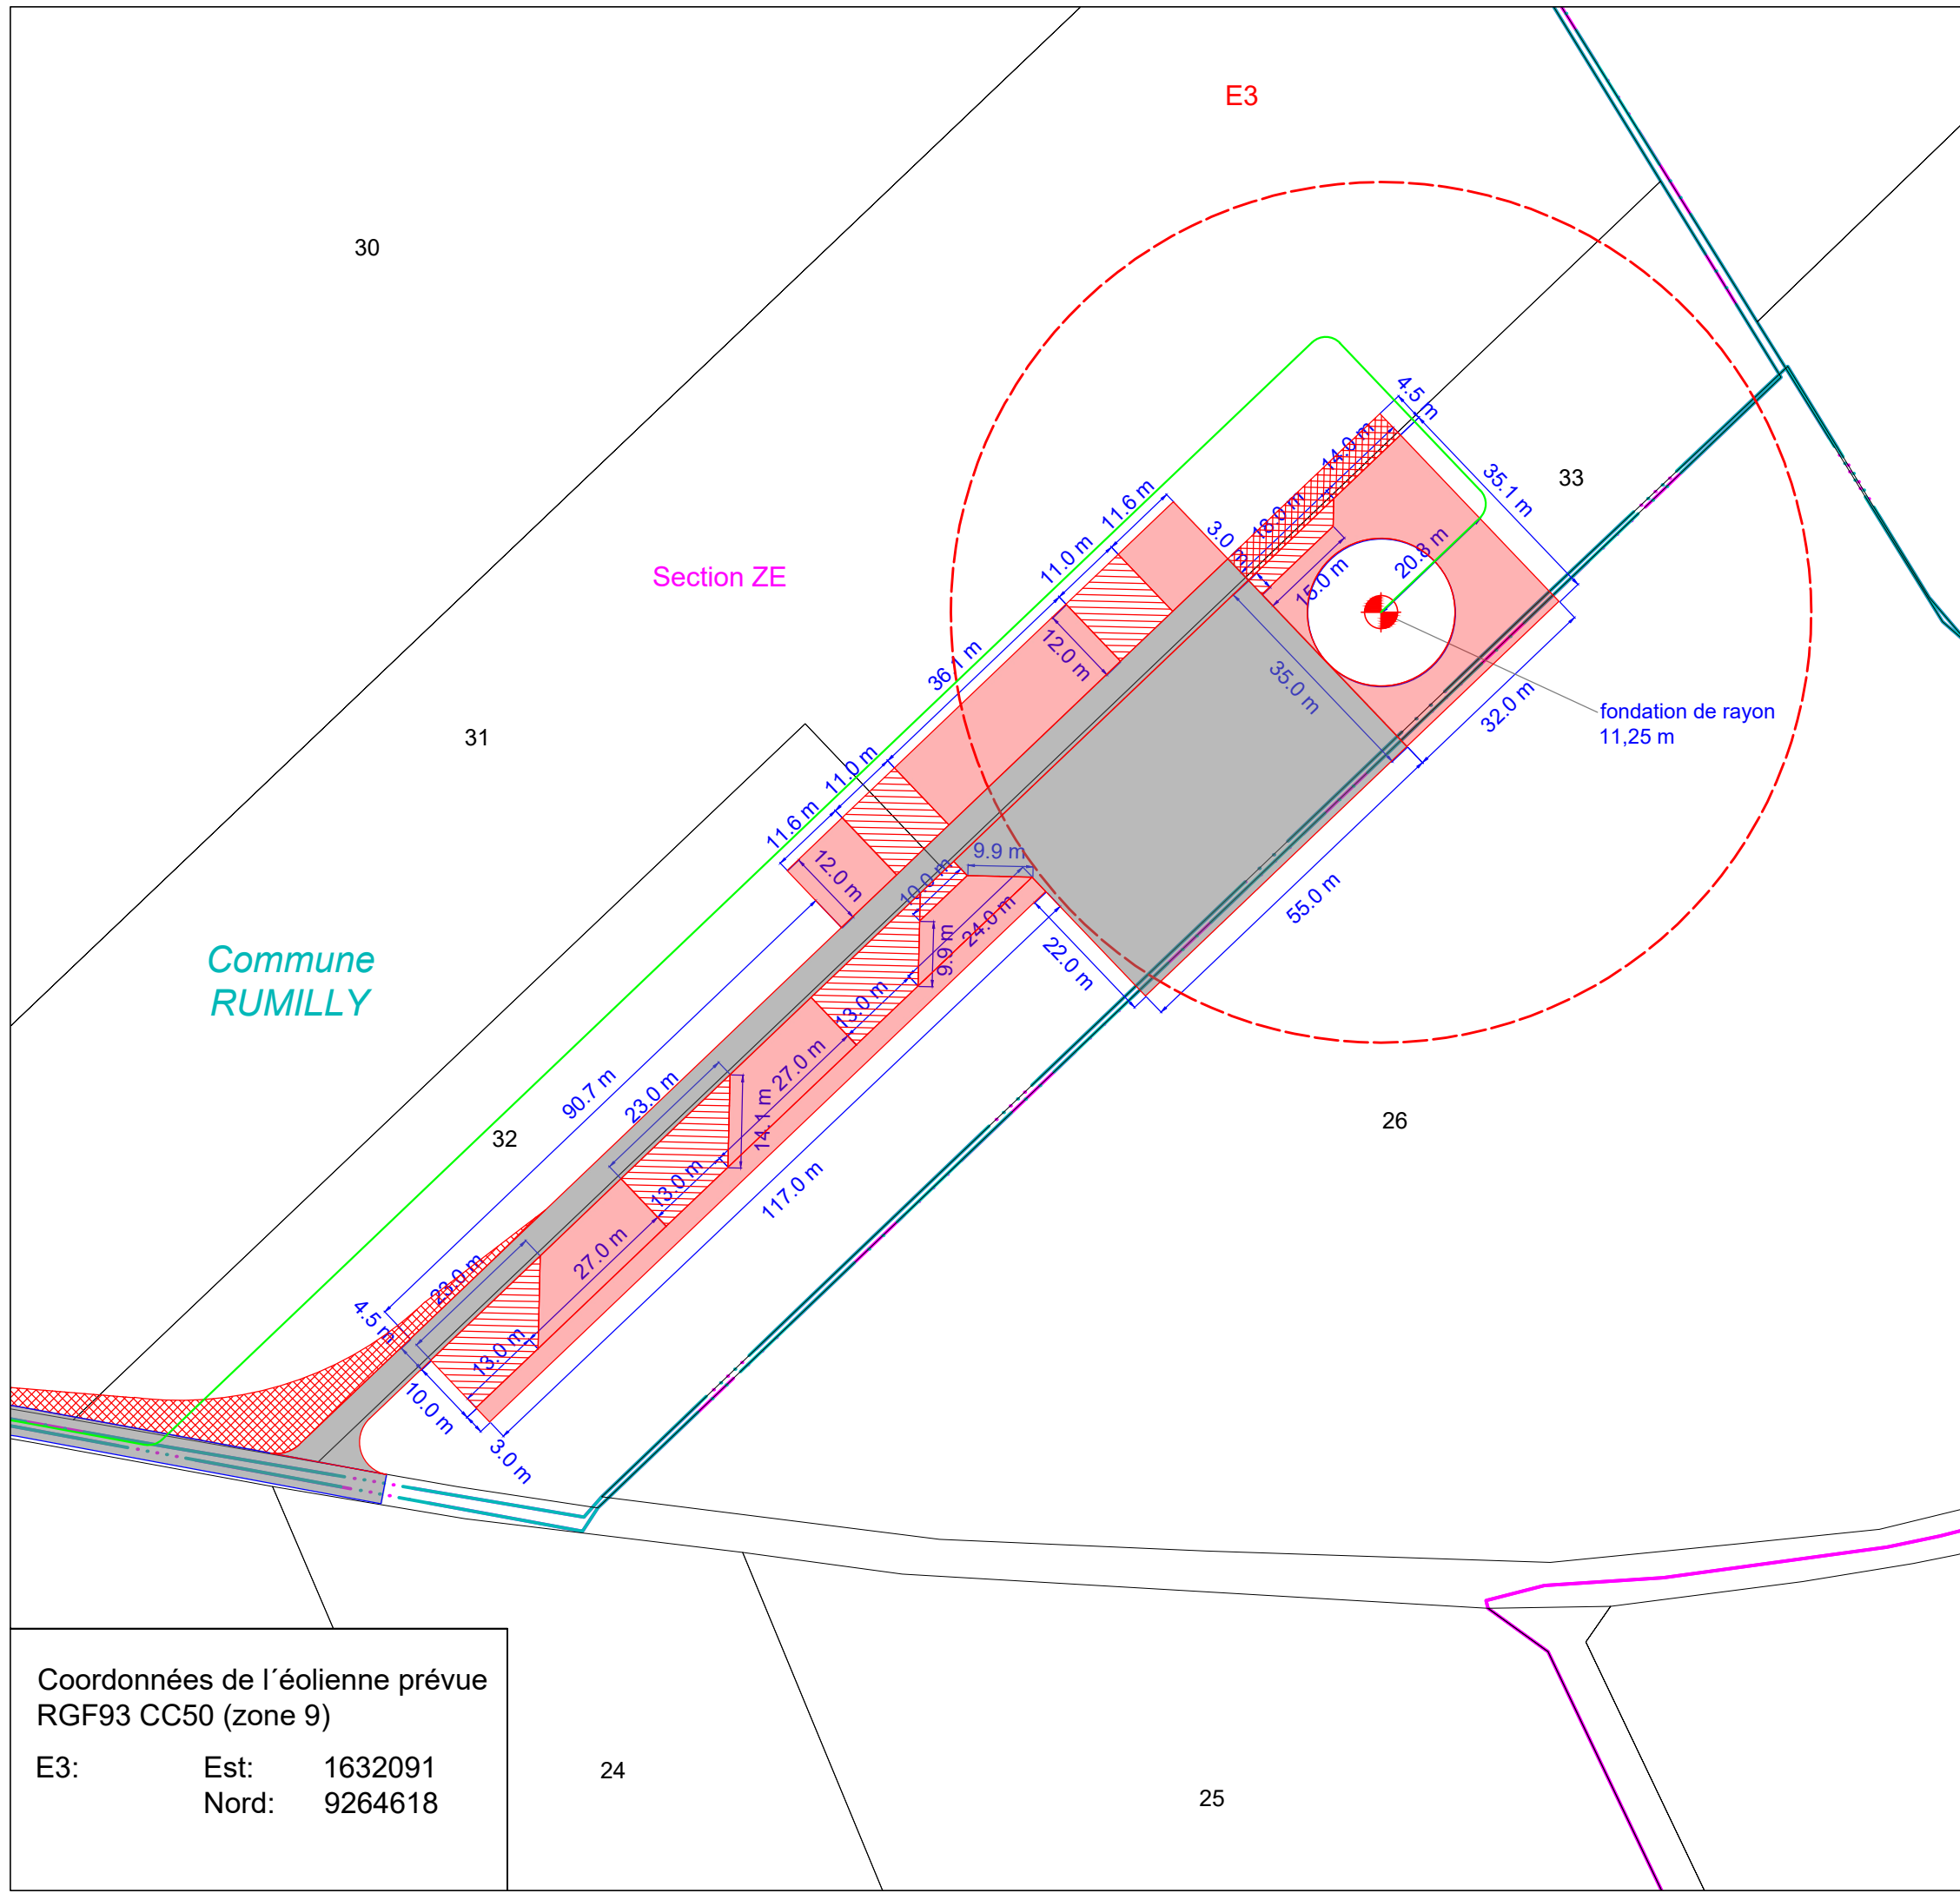 E3
30
4.5 m
14.0 m
35.1 m
33
11.6 m
18.0 m
3.0 m
11.0 m
20.8 m
15.0 m
Section ZE
12.0 m
36.1 m
35.0 m
32.0 m
fondation de rayon
11,25 m
31
11.0 m
11.6 m
12.0 m
9.9 m
10.0 m
55.0 m
24.0 m
9.9 m
22.0 m
Commune
RUMILLY
13.0 m
27.0 m
90.7 m
23.0 m
14.1 m
26
32
13.0 m
117.0 m
27.0 m
23.0 m
4.5 m
13.0 m
10.0 m
3.0 m
Coordonnées de l´éolienne prévue
RGF93 CC50 (zone 9)
E3: Est: 1632091
Nord: 9264618
24
25